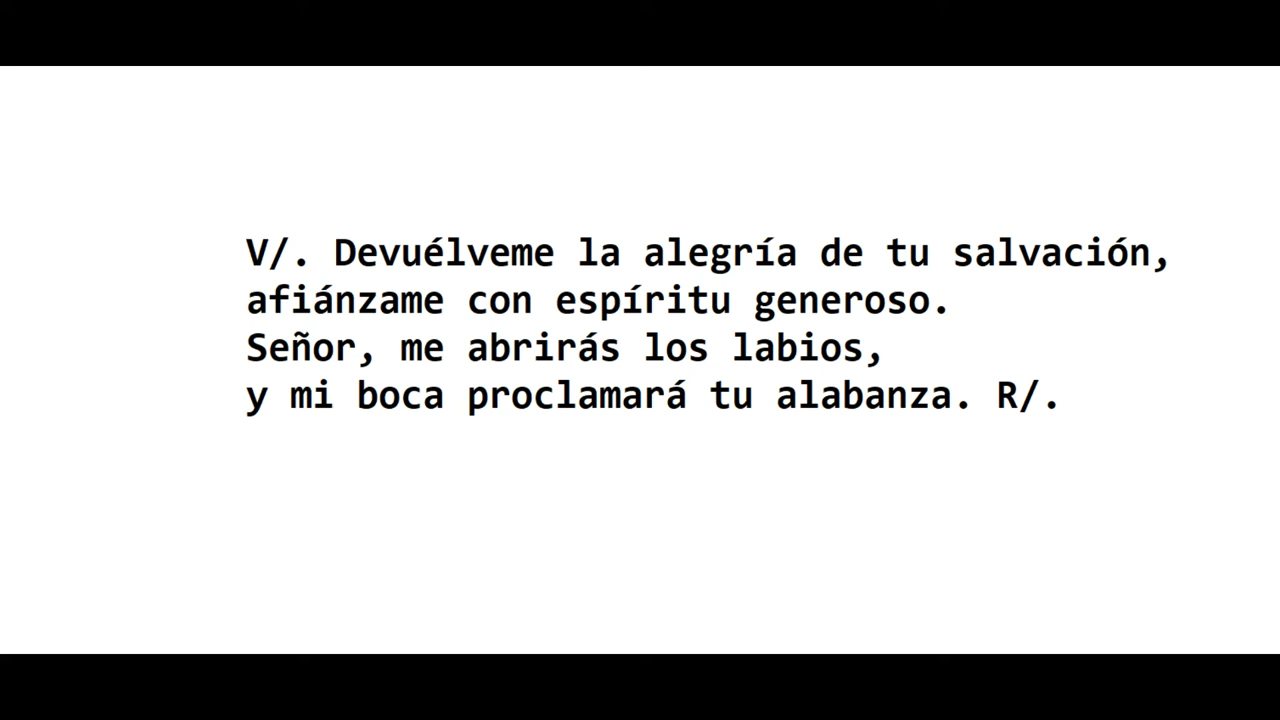 V/. Devuélveme la alegría de tu salvación,
afiánzame con espíritu generoso.
Señor, me abrirás los labios,
y mi boca proclamará tu alabanza. R/.